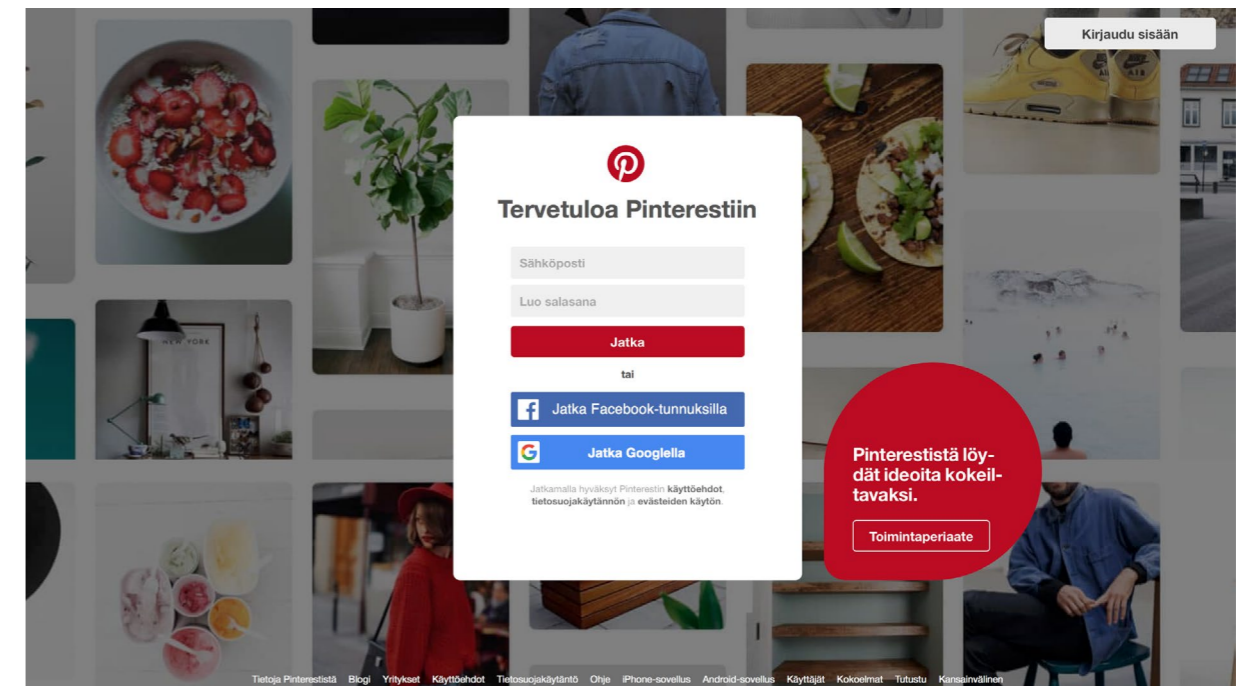 Kirjaudu sisään
NEW YORK
Tervetuloa Pinterestiin
Sähköposti
Luo salasana
Jatka
tai
Jatka Facebook-tunnuksilla
Jatka Googlella
Jatkamalla hyväksyt Pinterestin käyttöehdot,
tietosuojakäytännön ja evästeiden käytön.
Pinterestistä löy-
dät ideoita kokeil-
tavaksi.
Toimintaperiaate
Tietoja Pinterestistä Blogi Yritykset Käyttöehdot Tietosuojakäytäntö Ohje iPhone-sovellus Android-sovellus Käyttäjät Kokoelmat Tutustu Kansainvälinen